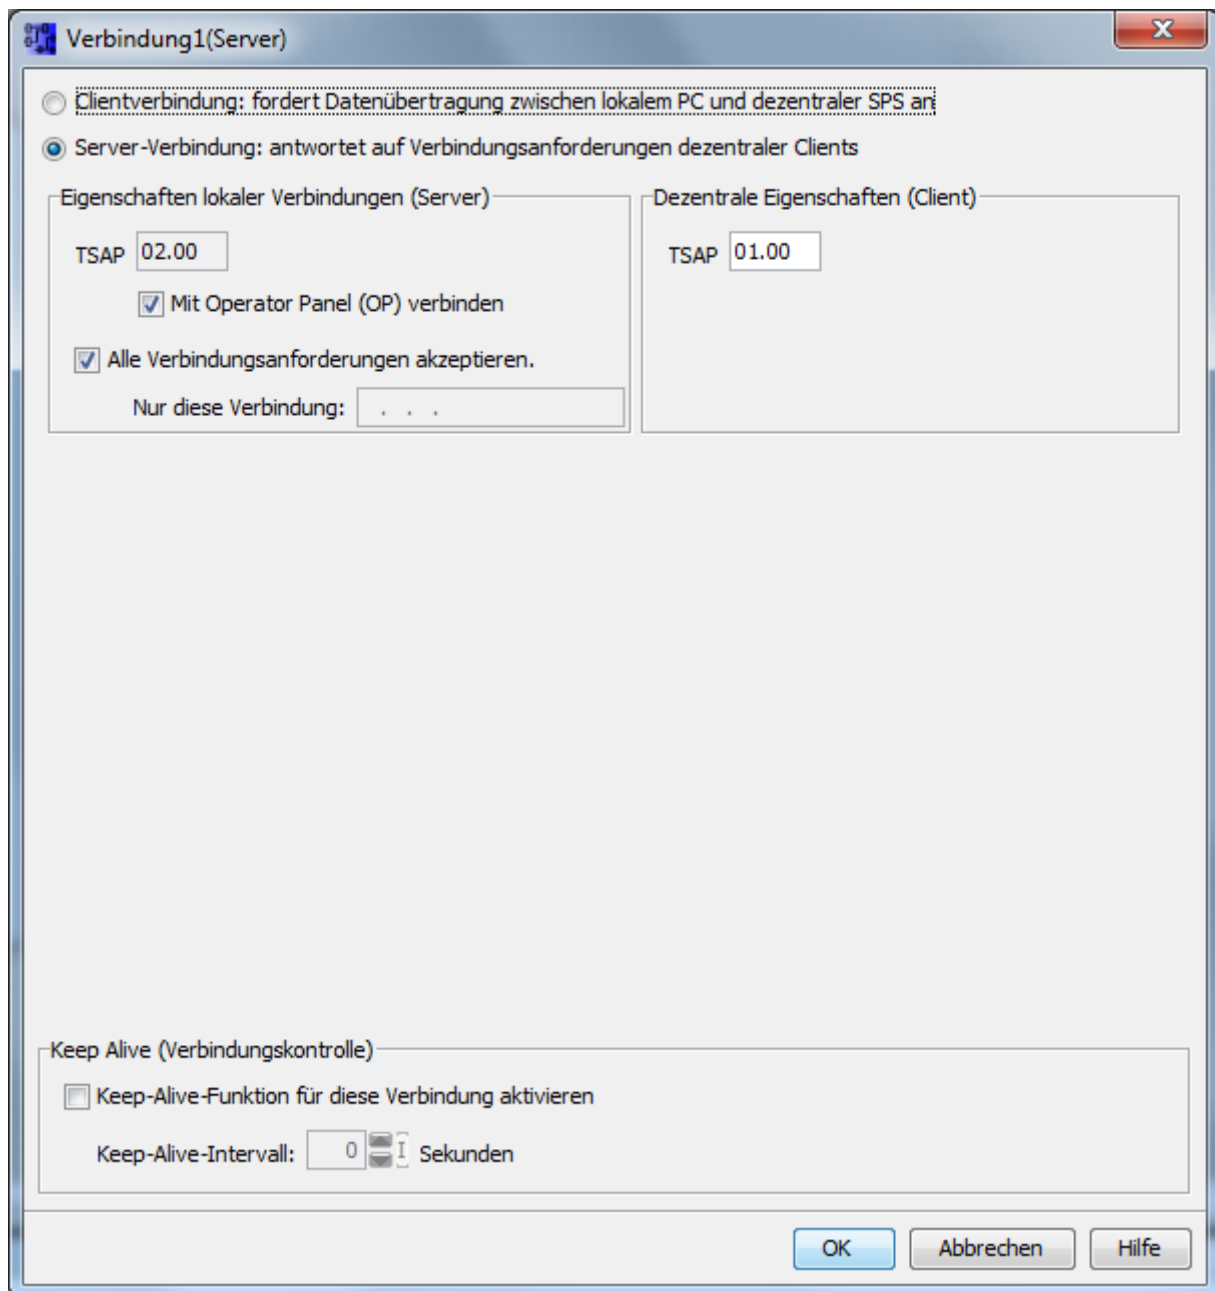 Verbindung1(Server)
Clientverbindung: fordert Datenübertragung zwischen lokalem PC und dezentraler SPS an
Server-Verbindung: antwortet auf Verbindungsanforderungen dezentraler Clients
Eigenschaften lokaler Verbindungen (Server)
Dezentrale Eigenschaften (Client)
TSAP 02.00
TSAP 01.00
Mit Operator Panel (OP) verbinden
Alle Verbindungsanforderungen akzeptieren.
Nur diese Verbindung: . . .
Keep Alive (Verbindungskontrolle)
Keep-Alive-Funktion für diese Verbindung aktivieren
Keep-Alive-Intervall: 0 Sekunden
OK Abbrechen Hilfe